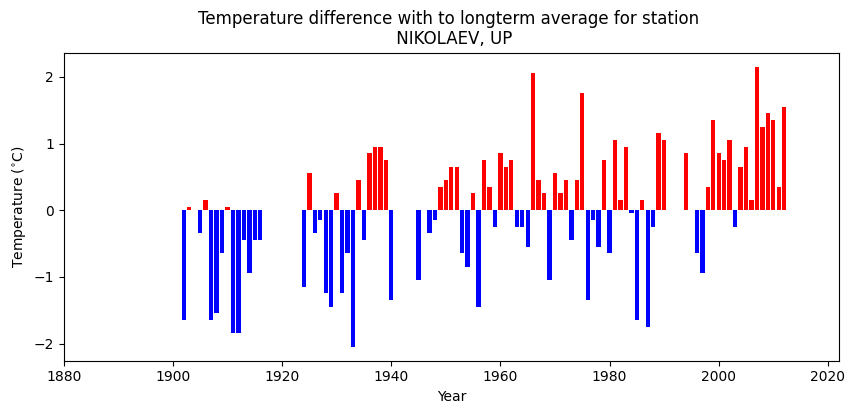 Temperature difference with to longterm average for station
NIKOLAEV, UP
Temperature (°C)
2
1
0
−1
−2
1880 1900 1920 1940 1960 1980 2000 2020
Year